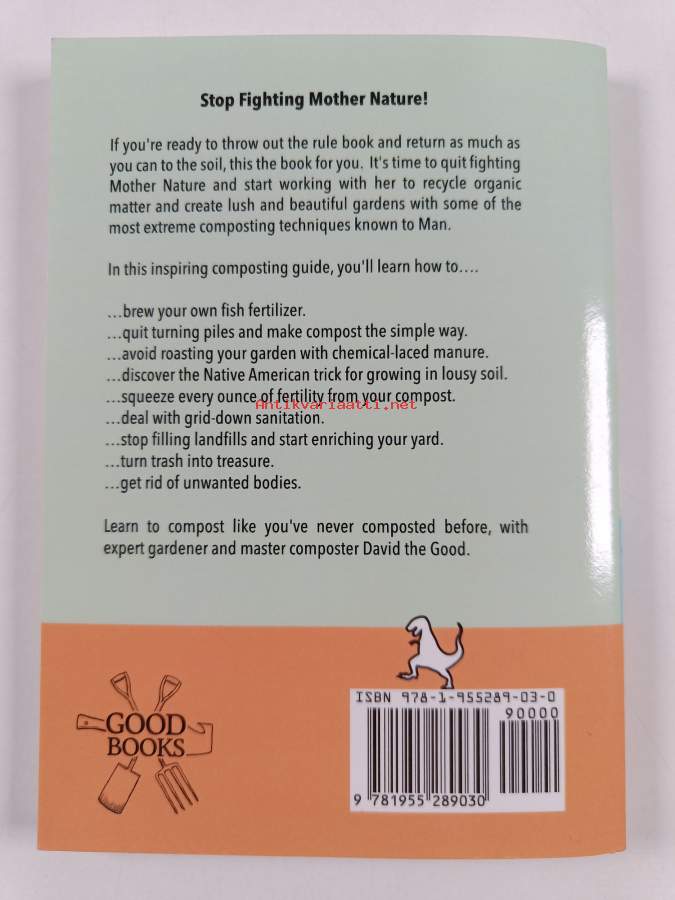 Stop Fighting Mother Nature!
If you're ready to throw out the rule book and return as much as
you can to the soil, this the book for you. It's time to quit fighting
Mother Nature and start working with her to recycle organic
matter and create lush and beautiful gardens with some of the
most extreme composting techniques known to Man.
In this inspiring composting guide, you'll learn how to....
...brew your own fish fertilizer.
...quit turning piles and make compost the simple way.
...avoid roasting your garden with chemical-laced manure.
...discover the Native American trick for growing in lousy soil.
...squeeze every ounce of fertility from your compost.
Antikvariaatti.net
...deal with grid-down sanitation.
...stop filling landfills and start enriching your yard.
...turn trash into treasure.
...get rid of unwanted bodies.
Learn to compost like you've never composted before, with
expert gardener and master composter David the Good.
GOOD
BOOKS
ISBN 978-1-955289-03-0
90000
9 781955 289030